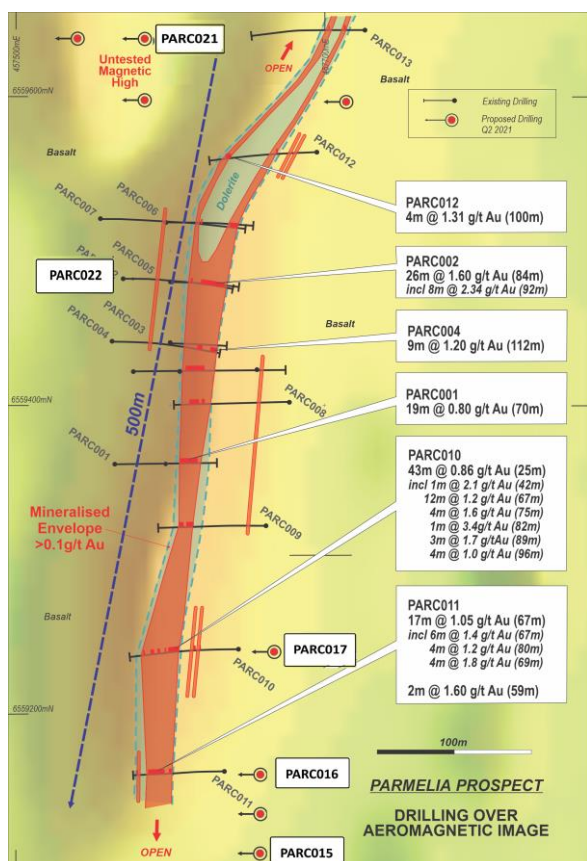 457500mE
PARC021
Untested
Magnetic
High
OPEN
PARC013
6559600mN
Basalt
Existing Drilling
Proposed Drilling
Q2 2021
Basalt
PARC012
Dolerite
PARC006
PARC007
PARC012
4m @ 1.31 g/t Au (100m)
PARC005
PARC022
PARC002
26m @ 1.60 g/t Au (84m)
incl 8m @ 2.34 g/t Au (92m)
PARC003
PARC004
Basalt
PARC004
9m @ 1.20 g/t Au (112m)
500m
6559400mN
PARC008
PARC001
19m @ 0.80 g/t Au (70m)
PARC001
PARC010
43m @ 0.86 g/t Au (25m)
incl 1m @ 2.1 g/t Au (42m)
12m @ 1.2 g/t Au (67m)
4m @ 1.6 g/t Au (75m)
1m @ 3.4g/t Au (82m)
3m @ 1.7 g/tAu (89m)
4m @ 1.0 g/t Au (96m)
Mineralised
Envelope
>0.1g/t Au
PARC009
Basalt
PARC017
PARC010
PARC011
17m @ 1.05 g/t Au (67m)
incl 6m @ 1.4 g/t Au (67m)
4m @ 1.2 g/t Au (80m)
4m @ 1.8 g/t Au (69m)
2m @ 1.60 g/t Au (59m)
6559200mN
100m
PARC016
PARC011
PARMELIA PROSPECT
DRILLING OVER
AEROMAGNETIC IMAGE
OPEN
PARC015